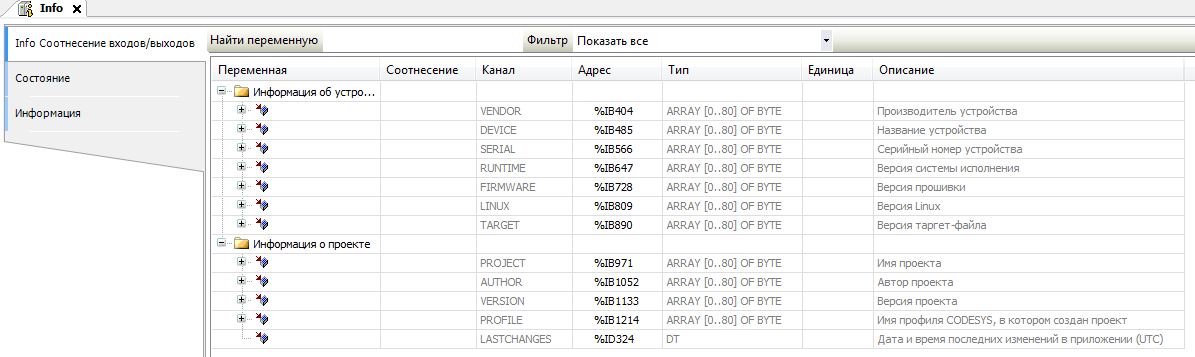 Info
Info Соотнесение входов/выходов
Состояние
Информация
Найти переменную Фильтр Показать все
Переменная Соотнесение Канал Адрес Тип Единица Описание
Информация об устро...
VENDOR %IB404 ARRAY [0..80] OF BYTE Производитель устройства
DEVICE %IB485 ARRAY [0..80] OF BYTE Название устройства
SERIAL %IB566 ARRAY [0..80] OF BYTE Серийный номер устройства
RUNTIME %IB647 ARRAY [0..80] OF BYTE Версия системы исполнения
FIRMWARE %IB728 ARRAY [0..80] OF BYTE Версия прошивки
LINUX %IB809 ARRAY [0..80] OF BYTE Версия Linux
TARGET %IB890 ARRAY [0..80] OF BYTE Версия таргет-файла
Информация о проекте
PROJECT %IB971 ARRAY [0..80] OF BYTE Имя проекта
AUTHOR %IB1052 ARRAY [0..80] OF BYTE Автор проекта
VERSION %IB1133 ARRAY [0..80] OF BYTE Версия проекта
PROFILE %IB1214 ARRAY [0..80] OF BYTE Имя профиля CODESYS, в котором создан проект
LASTCHANGES %ID324 DT Дата и время последних изменений в приложении (UTC)